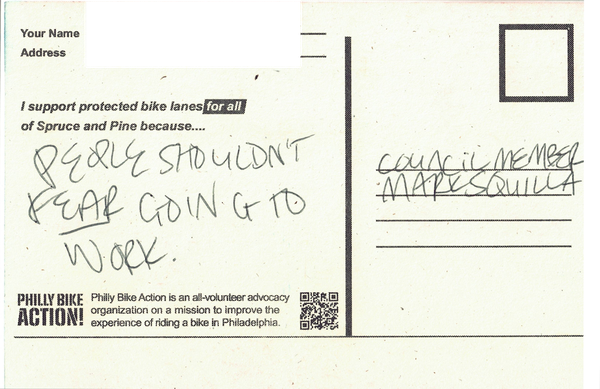 Your Name
Address
I support protected bike lanes for all
of Spruce and Pine because....
PEOPLE SHOULDN'T
FEAR GOING TO
WORK.
COUNCILMEMBER
MARK SQUILLA
PHILLY BIKE
ACTION!
Philly Bike Action is an all-volunteer advocacy
organization on a mission to improve the
experience of riding a bike in Philadelphia.